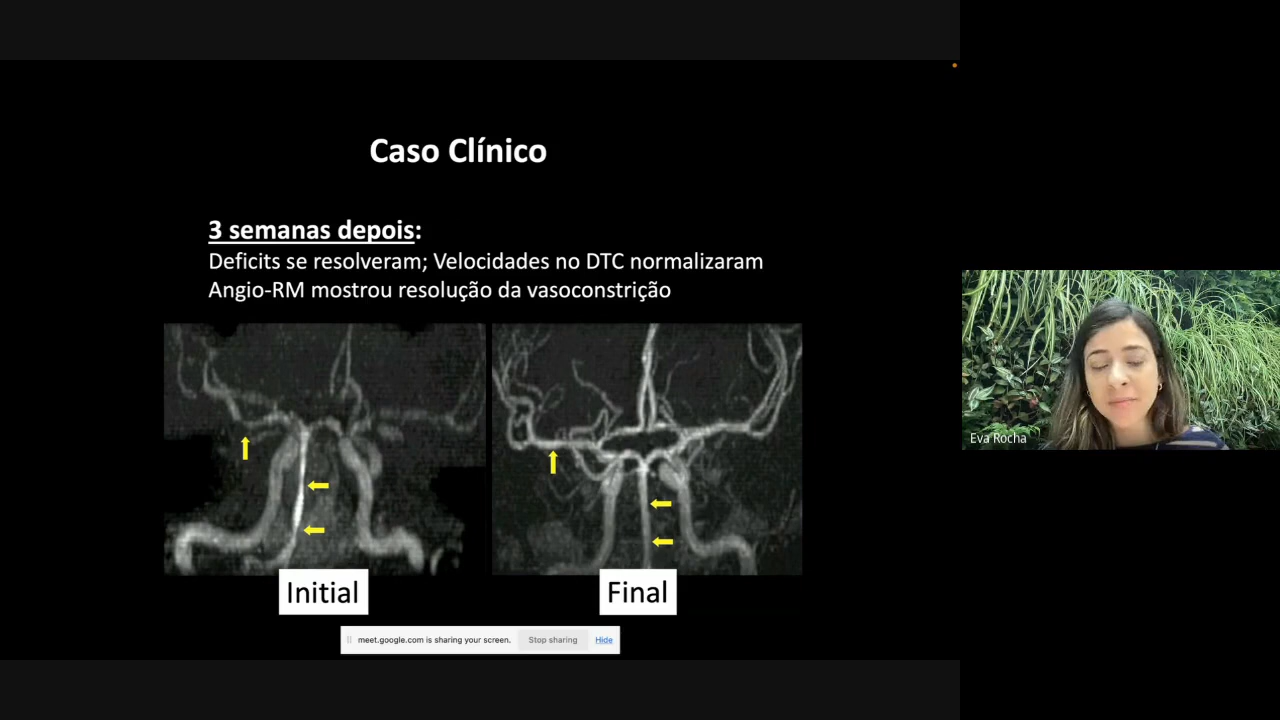 Caso Clínico
3 semanas depois:
Deficits se resolveram; Velocidades no DTC normalizaram
Angio-RM mostrou resolução da vasoconstrição
Initial
Final
meet.google.com is sharing your screen.
Stop sharing
Hide
Eva Rocha